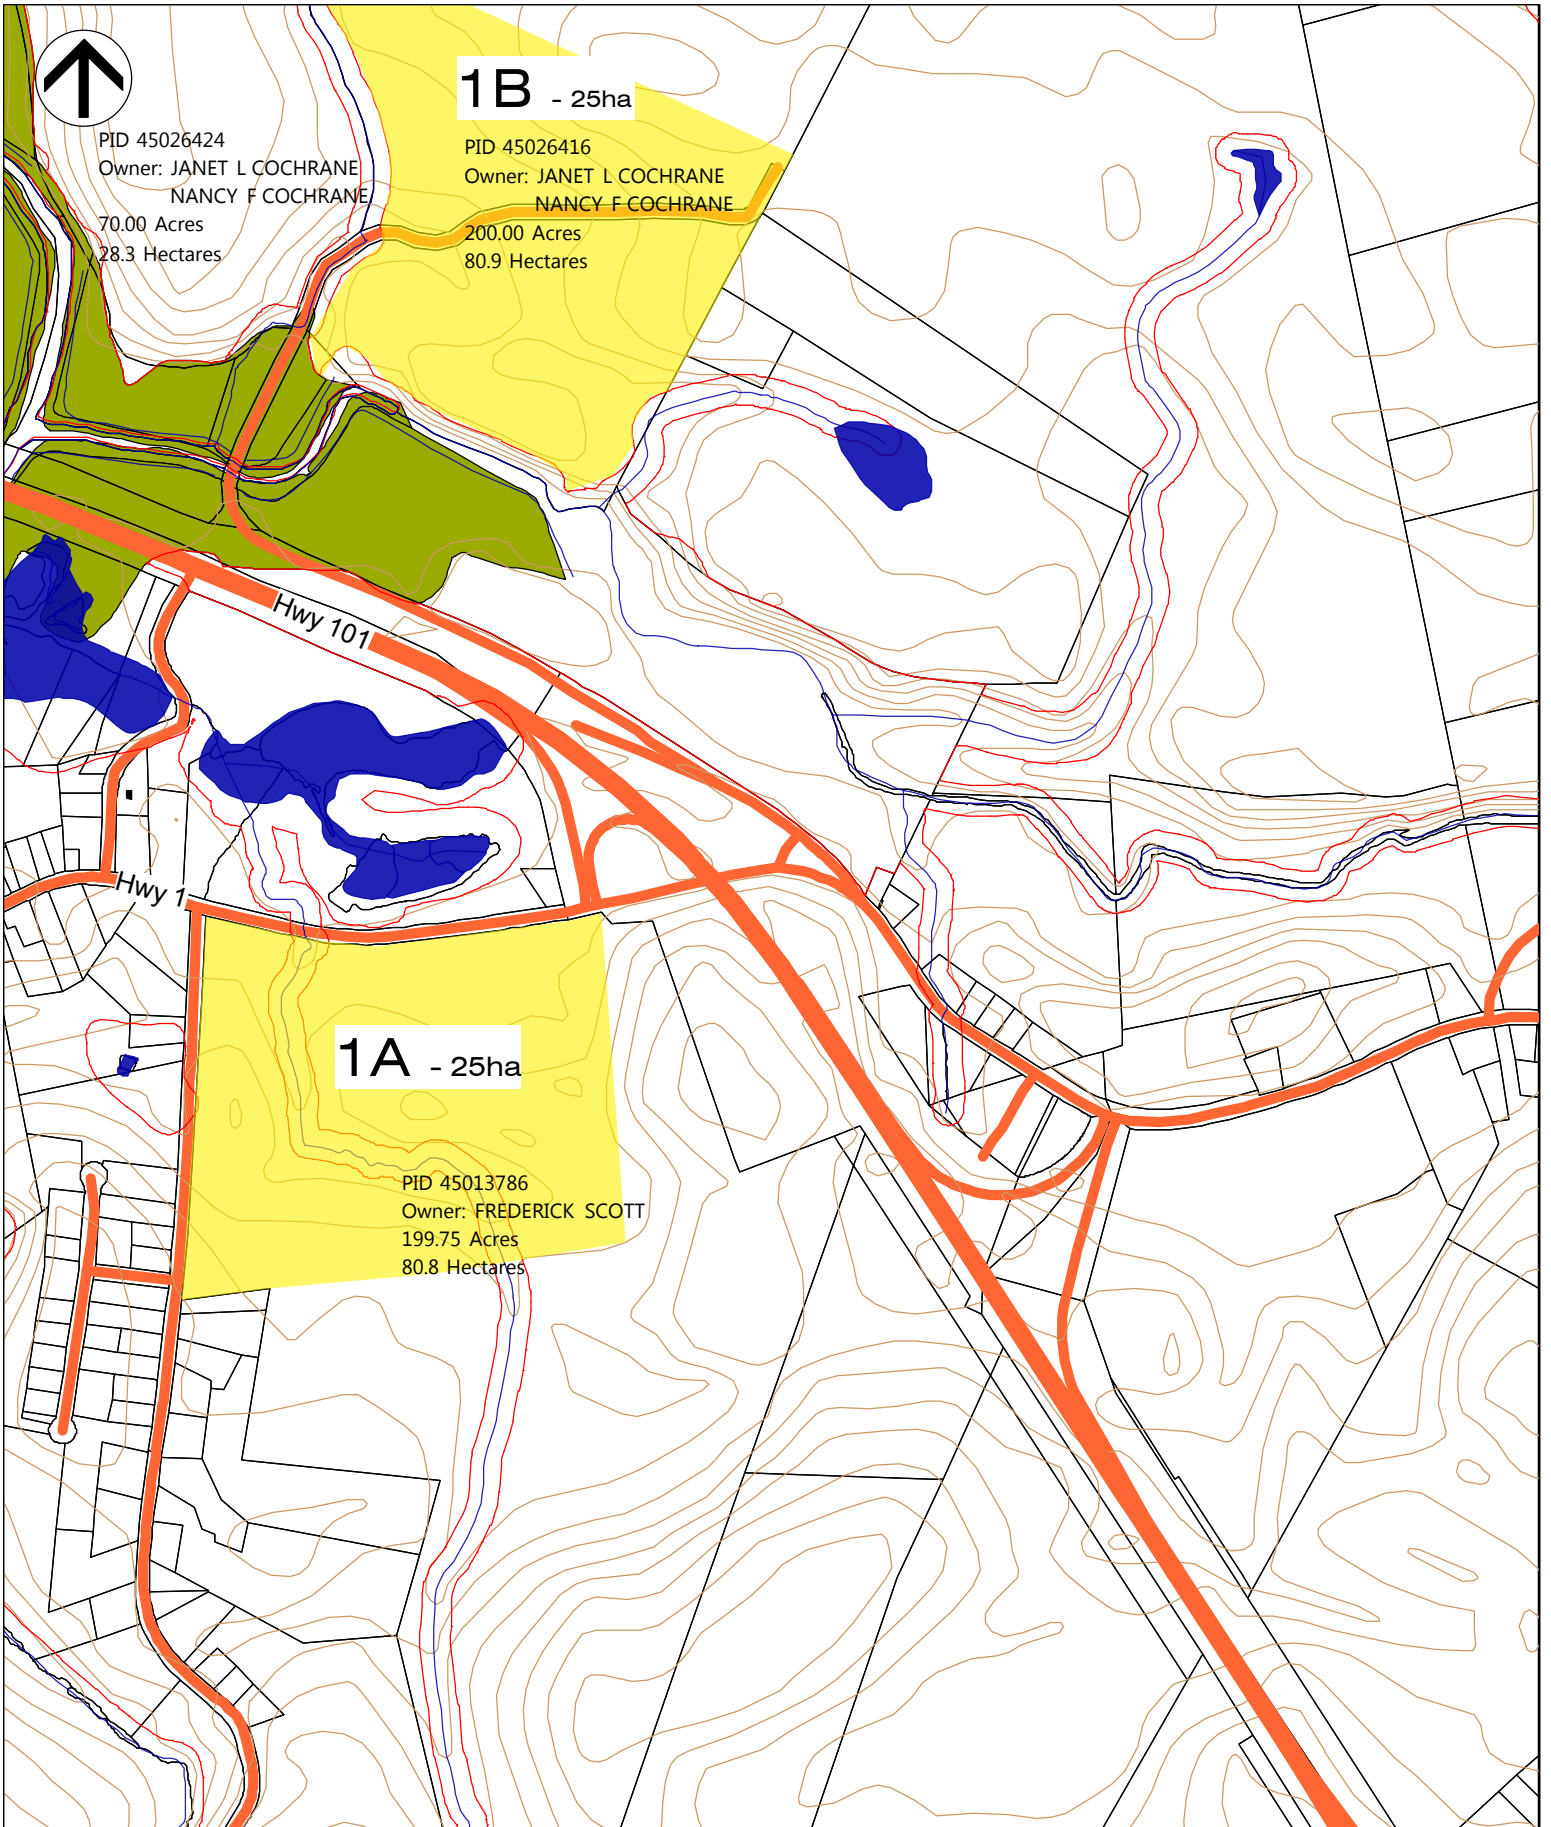 1B - 25ha
PID 45026424
Owner: JANET L COCHRANE
NANCY F COCHRANE
70.00 Acres
28.3 Hectares
PID 45026416
Owner: JANET L COCHRANE
NANCY F COCHRANE
200.00 Acres
80.9 Hectares
Hwy 101
Hwy 1
1A - 25ha
PID 45013786
Owner: FREDERICK SCOTT
199.75 Acres
80.8 Hectares